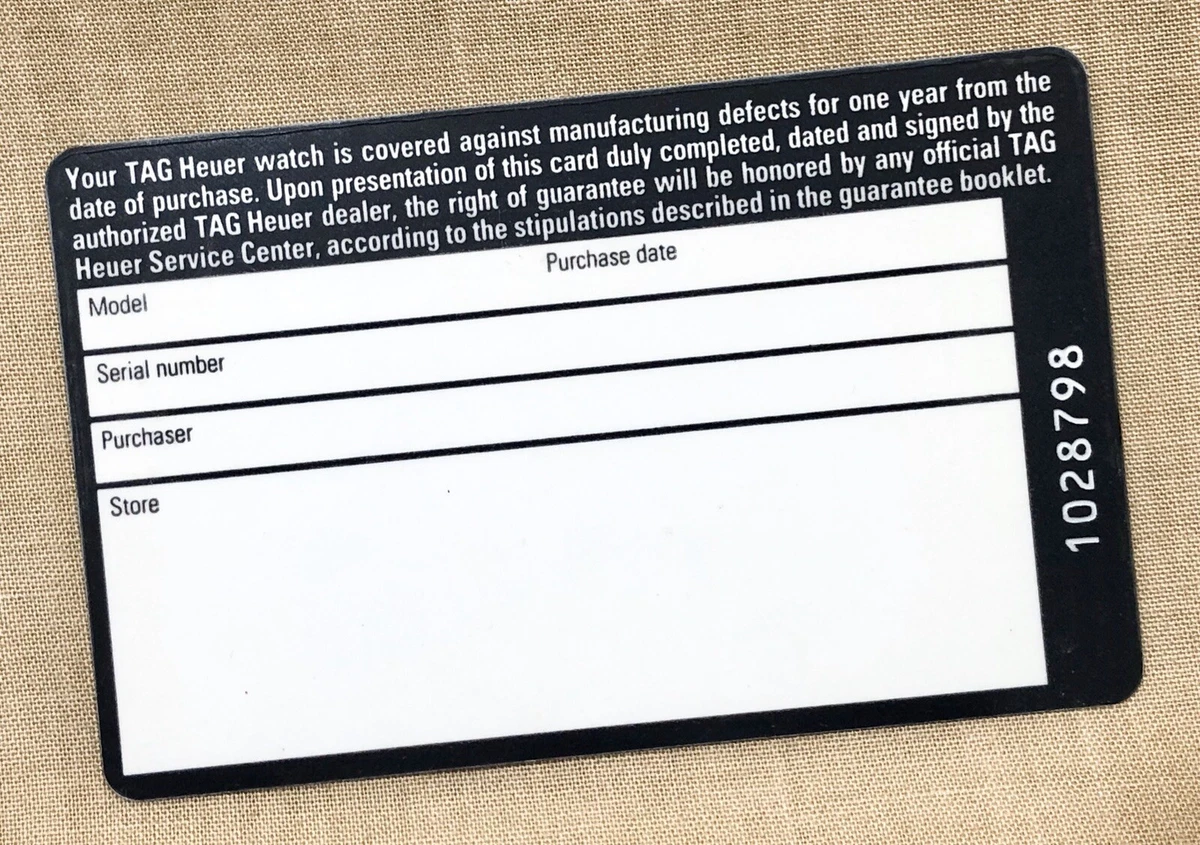 Your TAG Heuer watch is covered against manufacturing defects for one year from the
date of purchase. Upon presentation of this card duly completed, dated and signed by the
authorized TAG Heuer dealer, the right of guarantee will be honored by any official TAG
Heuer Service Center, according to the stipulations described in the guarantee booklet.
Model Purchase date
Serial number
Purchaser
Store
1028798